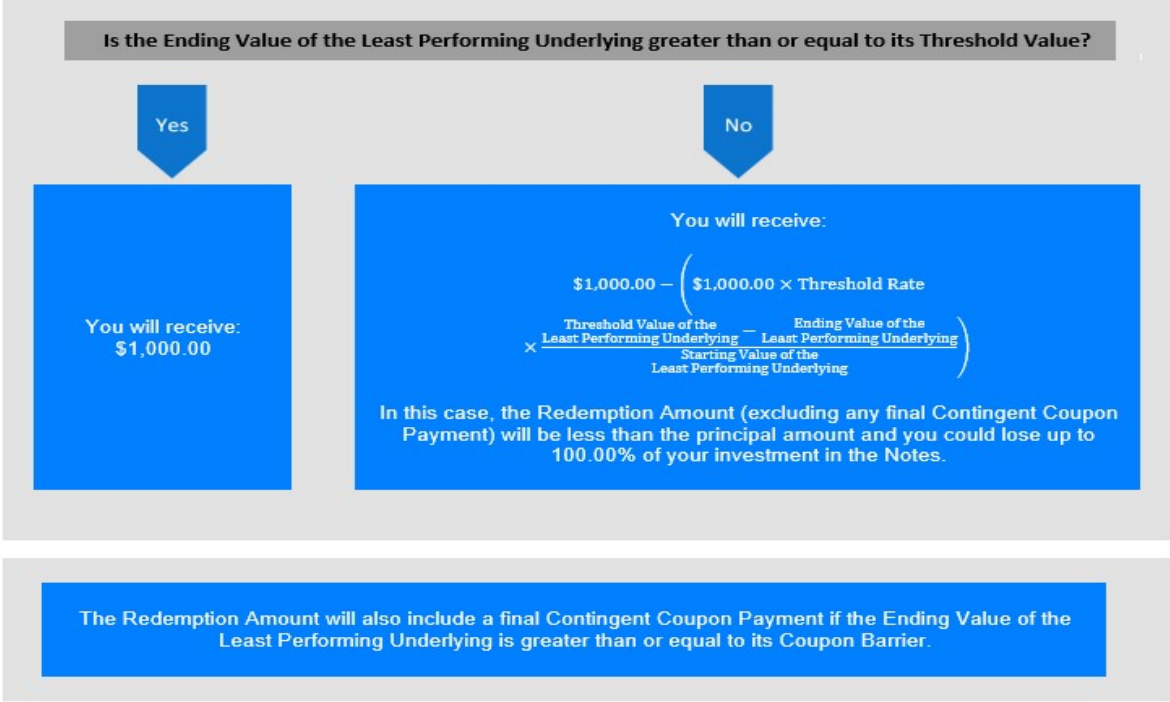 Is the Ending Value of the Least Performing Underlying greater than or equal to its Threshold Value?
Yes
No
You will receive:
$1,000.00
You will receive:
$1,000.00 − ( $1,000.00 × Threshold Rate
Threshold Value of the Ending Value of the
× Least Performing Underlying − Least Performing Underlying )
Starting Value of the
Least Performing Underlying
In this case, the Redemption Amount (excluding any final Contingent Coupon
Payment) will be less than the principal amount and you could lose up to
100.00% of your investment in the Notes.
The Redemption Amount will also include a final Contingent Coupon Payment if the Ending Value of the
Least Performing Underlying is greater than or equal to its Coupon Barrier.